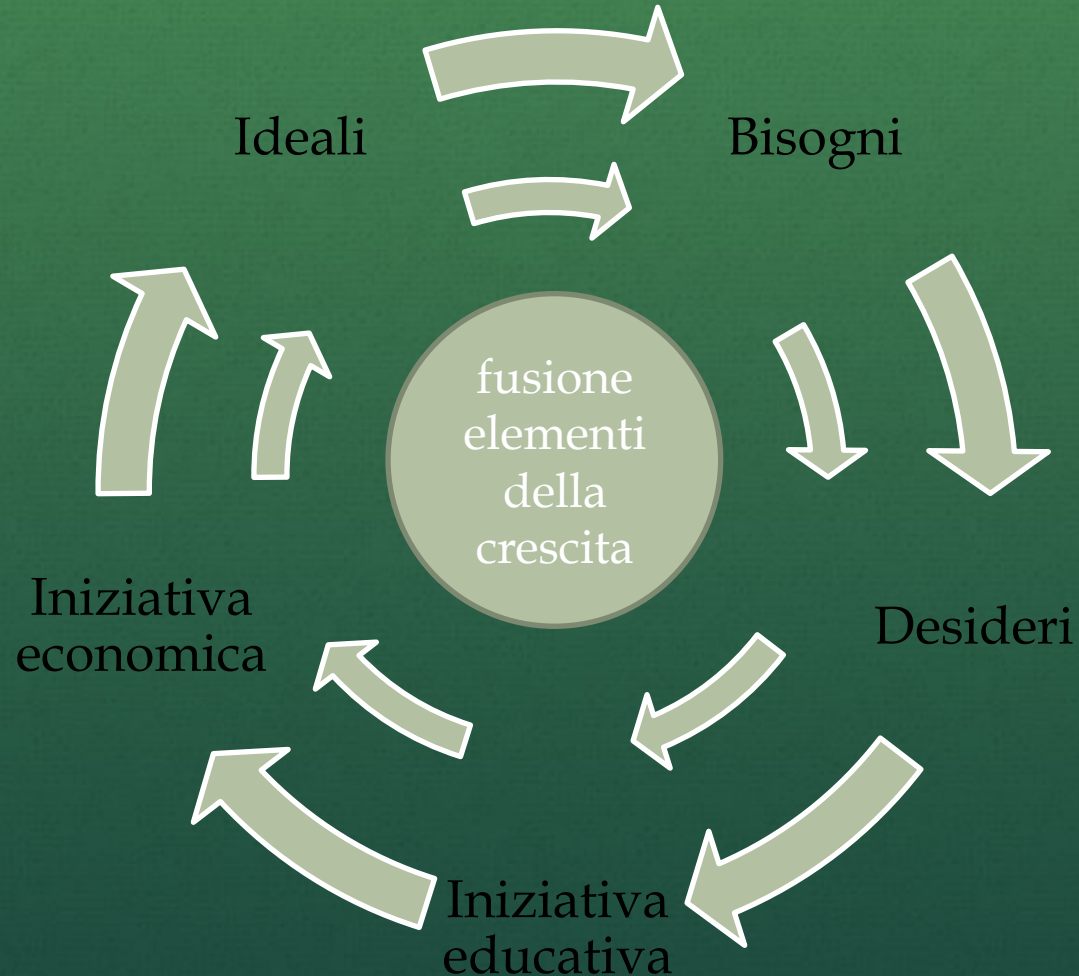 Ideali
Bisogni
fusione
elementi
della
crescita
Iniziativa
economica
Desideri
Iniziativa
educativa